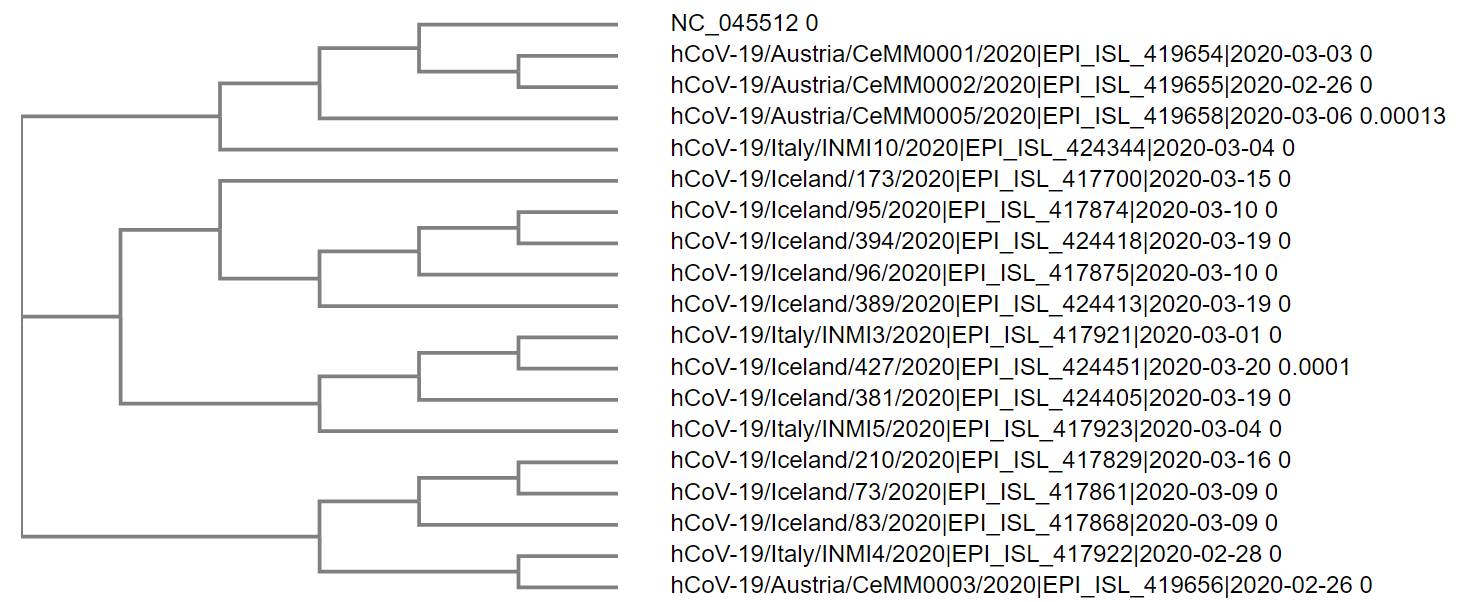 NC_045512 0
hCoV-19/Austria/CeMM0001/2020|EPI_ISL_419654|2020-03-03 0
hCoV-19/Austria/CeMM0002/2020|EPI_ISL_419655|2020-02-26 0
hCoV-19/Austria/CeMM0005/2020|EPI_ISL_419658|2020-03-06 0.00013
hCoV-19/Italy/INMI10/2020|EPI_ISL_424344|2020-03-04 0
hCoV-19/Iceland/173/2020|EPI_ISL_417700|2020-03-15 0
hCoV-19/Iceland/95/2020|EPI_ISL_417874|2020-03-10 0
hCoV-19/Iceland/394/2020|EPI_ISL_424418|2020-03-19 0
hCoV-19/Iceland/96/2020|EPI_ISL_417875|2020-03-10 0
hCoV-19/Iceland/389/2020|EPI_ISL_424413|2020-03-19 0
hCoV-19/Italy/INMI3/2020|EPI_ISL_417921|2020-03-01 0
hCoV-19/Iceland/427/2020|EPI_ISL_424451|2020-03-20 0.0001
hCoV-19/Iceland/381/2020|EPI_ISL_424405|2020-03-19 0
hCoV-19/Italy/INMI5/2020|EPI_ISL_417923|2020-03-04 0
hCoV-19/Iceland/210/2020|EPI_ISL_417829|2020-03-16 0
hCoV-19/Iceland/73/2020|EPI_ISL_417861|2020-03-09 0
hCoV-19/Iceland/83/2020|EPI_ISL_417868|2020-03-09 0
hCoV-19/Italy/INMI4/2020|EPI_ISL_417922|2020-02-28 0
hCoV-19/Austria/CeMM0003/2020|EPI_ISL_419656|2020-02-26 0